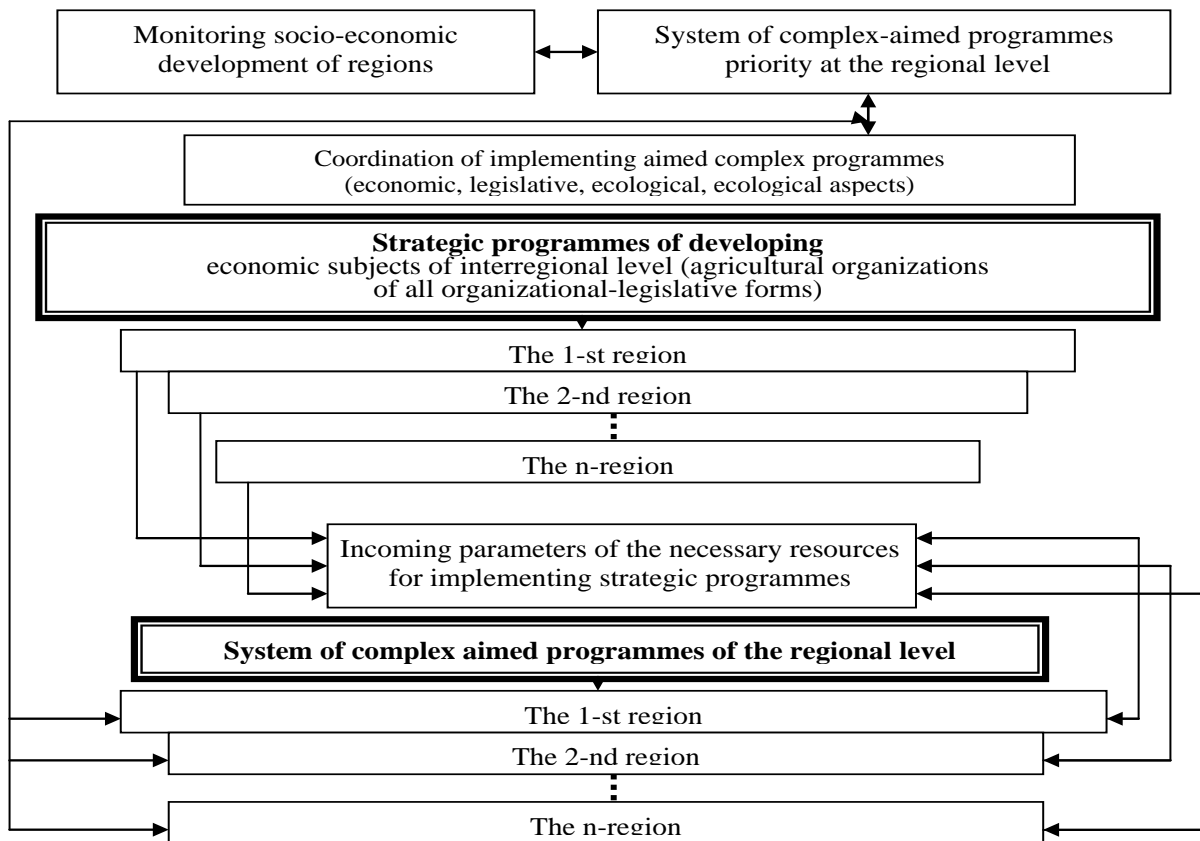 Monitoring socio-economic
development of regions
System of complex-aimed programmes
priority at the regional level
Coordination of implementing aimed complex programmes
(economic, legislative, ecological, ecological aspects)
Strategic programmes of developing
economic subjects of interregional level (agricultural organizations
of all organizational-legislative forms)
The 1-st region
The 2-nd region
The n-region
Incoming parameters of the necessary resources
for implementing strategic programmes
System of complex aimed programmes of the regional level
The 1-st region
The 2-nd region
The n-region